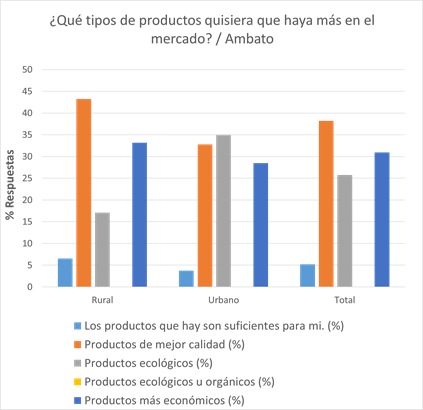 ¿Qué tipos de productos quisiera que haya más en el
mercado? / Ambato
50
45
40
35
30
25
20
15
10
5
0
% Respuestas
Rural
Urbano
Total
Los productos que hay son suficientes para mi. (%)
Productos de mejor calidad (%)
Productos ecológicos (%)
Productos ecológicos u orgánicos (%)
Productos más económicos (%)